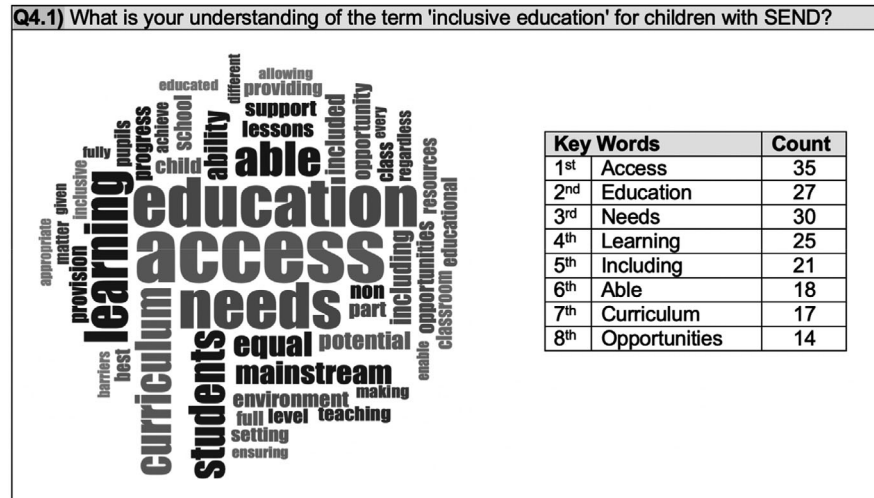 Q4.1) What is your understanding of the term 'inclusive education' for children with SEND?
educated
different
allowing
providing
support
lessons
able
included
opportunity
class
every
regardless
resources
educational
fully
pupils
progress
achieve
school
child
ability
appropriate
matter
given
inclusive
provision
learning
education
access
needs
non
part
including
opportunities
classroom
enable
barriers
best
curriculum
students
equal
potential
mainstream
environment
making
full
level
teaching
setting
ensuring
Key Words Count
1st Access 35
2nd Education 27
3rd Needs 30
4th Learning 25
5th Including 21
6th Able 18
7th Curriculum 17
8th Opportunities 14